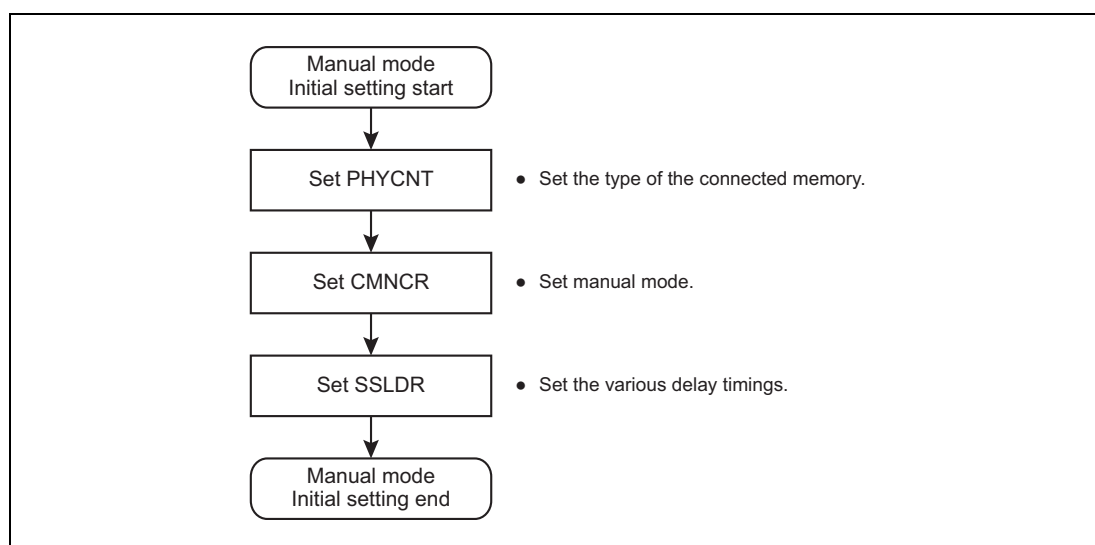 Manual mode
Initial setting start
Set PHYCNT
● Set the type of the connected memory.
Set CMNCR
● Set manual mode.
Set SSLDR
● Set the various delay timings.
Manual mode
Initial setting end